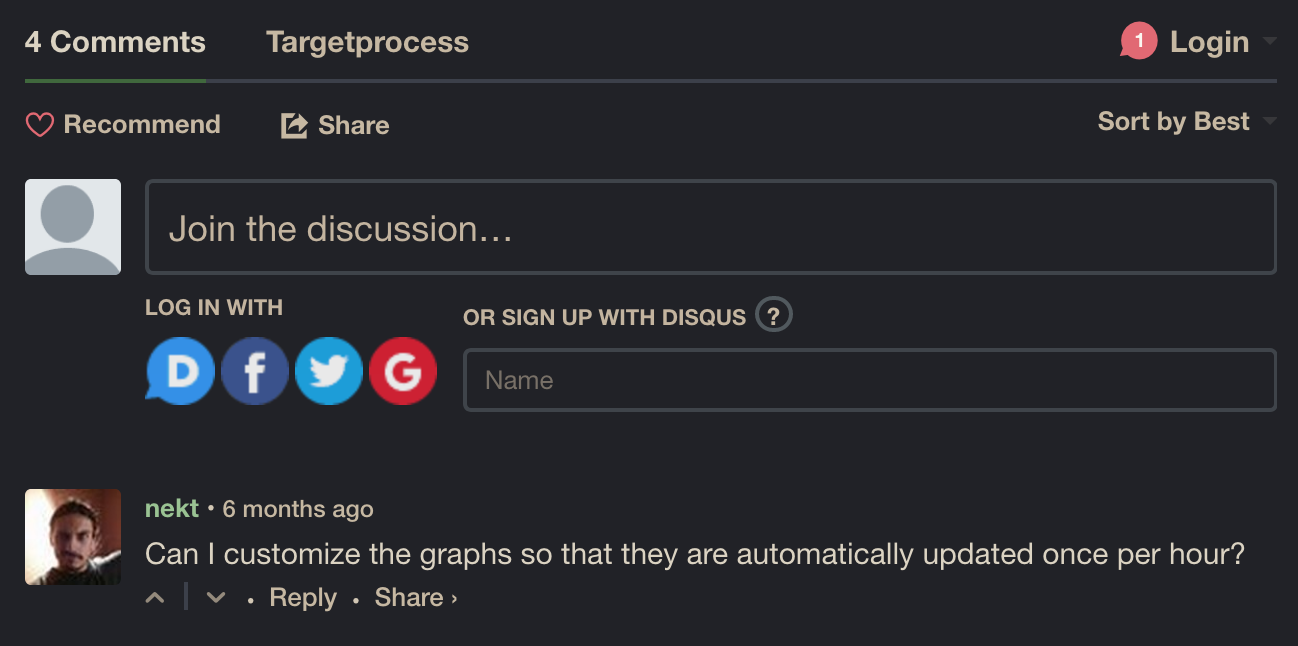 4 Comments Targetprocess 1 Login
Recommend Share Sort by Best
Join the discussion…
LOG IN WITH
OR SIGN UP WITH DISQUS ?
D f G
Name
nekt • 6 months ago
Can I customize the graphs so that they are automatically updated once per hour?
• Reply • Share ›